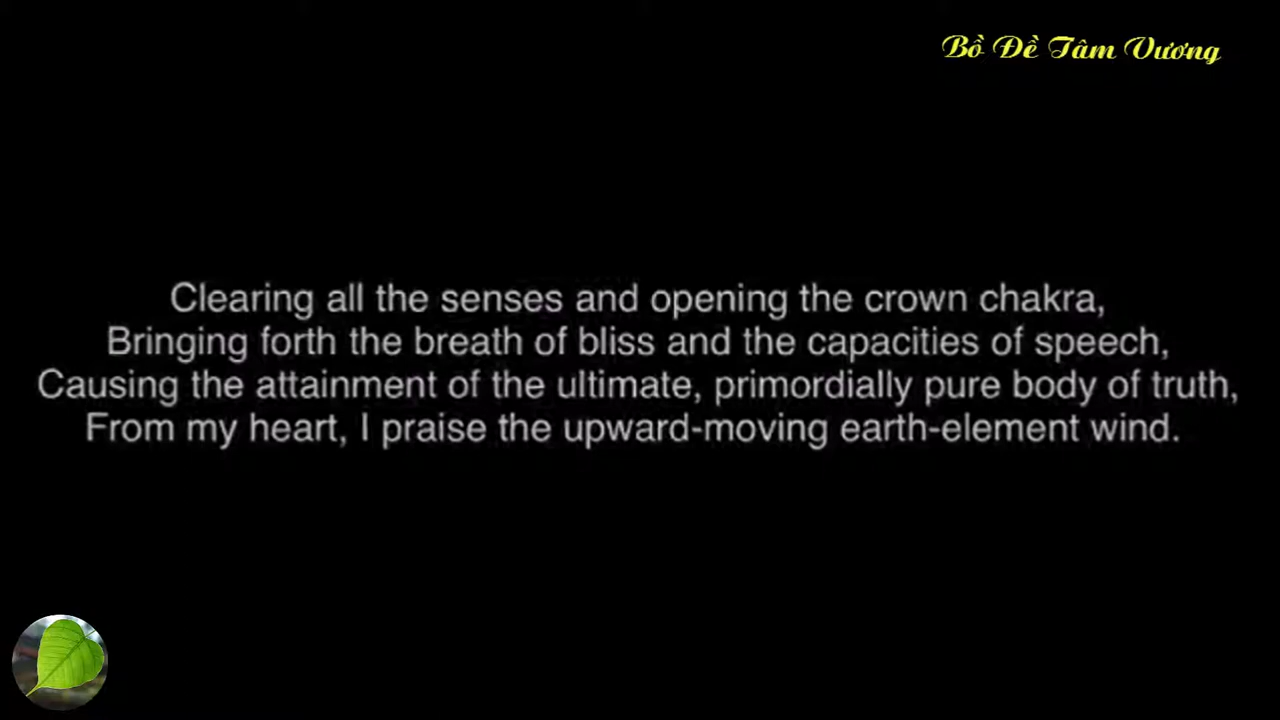 Bồ Đề Tâm Vương
Clearing all the senses and opening the crown chakra,
Bringing forth the breath of bliss and the capacities of speech,
Causing the attainment of the ultimate, primordially pure body of truth,
From my heart, I praise the upward-moving earth-element wind.